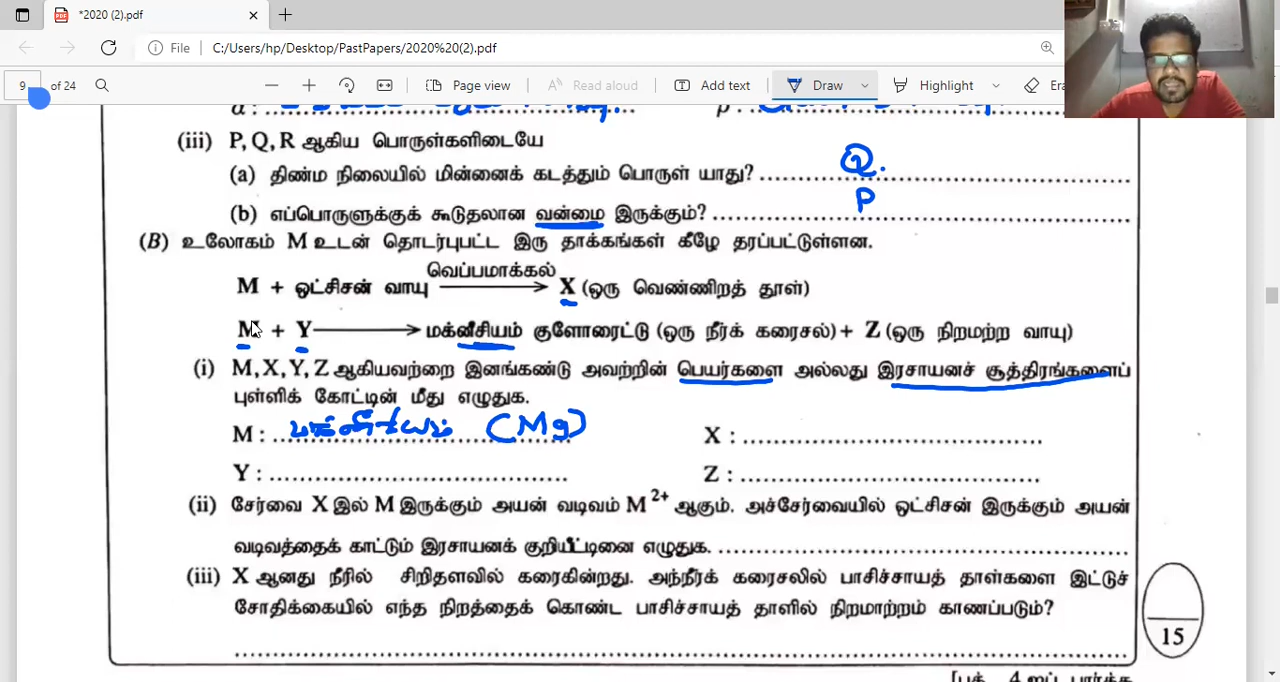 *2020 (2).pdf
File C:/Users/hp/Desktop/PastPapers/2020%20(2).pdf
9 of 24 Page view Read aloud Add text Draw Highlight Era
(iii) P, Q, R ஆகிய பொருள்களிடையே
(a) திண்ம நிலையில் மின்னைக் கடத்தும் பொருள் யாது? Q.
(b) எப்பொருளுக்குக் கூடுதலான வன்மை இருக்கும்? P
(B) உலோகம் M உடன் தொடர்புபட்ட இரு தாக்கங்கள் கீழே தரப்பட்டுள்ளன.
வெப்பமாக்கல்
M + ஒட்சிசன் வாயு → X (ஒரு வெண்ணிறத் தூள்)
M + Y → மக்னீசியம் குளோரைட்டு (ஒரு நீர்க் கரைசல்) + Z (ஒரு நிறமற்ற வாயு)
(i) M, X, Y, Z ஆகியவற்றை இனங்கண்டு அவற்றின் பெயர்களை அல்லது இரசாயனச் சூத்திரங்களைப்
புள்ளிக் கோட்டின் மீது எழுதுக.
M : மக்னீசியம் (Mg) X :
Y : Z :
(ii) சேர்வை X இல் M இருக்கும் அயன் வடிவம் M²⁺ ஆகும். அச்சேர்வையில் ஒட்சிசன் இருக்கும் அயன்
வடிவத்தைக் காட்டும் இரசாயனக் குறியீட்டினை எழுதுக.
(iii) X ஆனது நீரில் சிறிதளவில் கரைகின்றது. அந்நீர்க் கரைசலில் பாசிச்சாயத் தாள்களை இட்டுச்
சோதிக்கையில் எந்த நிறத்தைக் கொண்ட பாசிச்சாயத் தாளில் நிறமாற்றம் காணப்படும்?
15